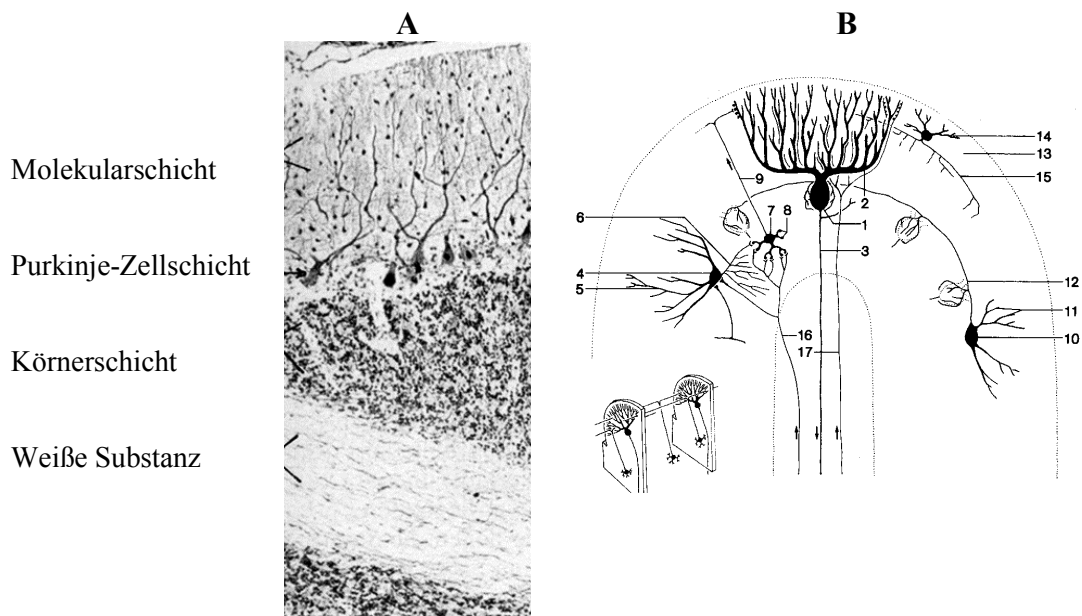 A
B
Molekularschicht
Purkinje-Zellschicht
Körnerschicht
Weiße Substanz
14
13
15
9
2
7 8
1
6
3
4
5
12
11
10
16
17